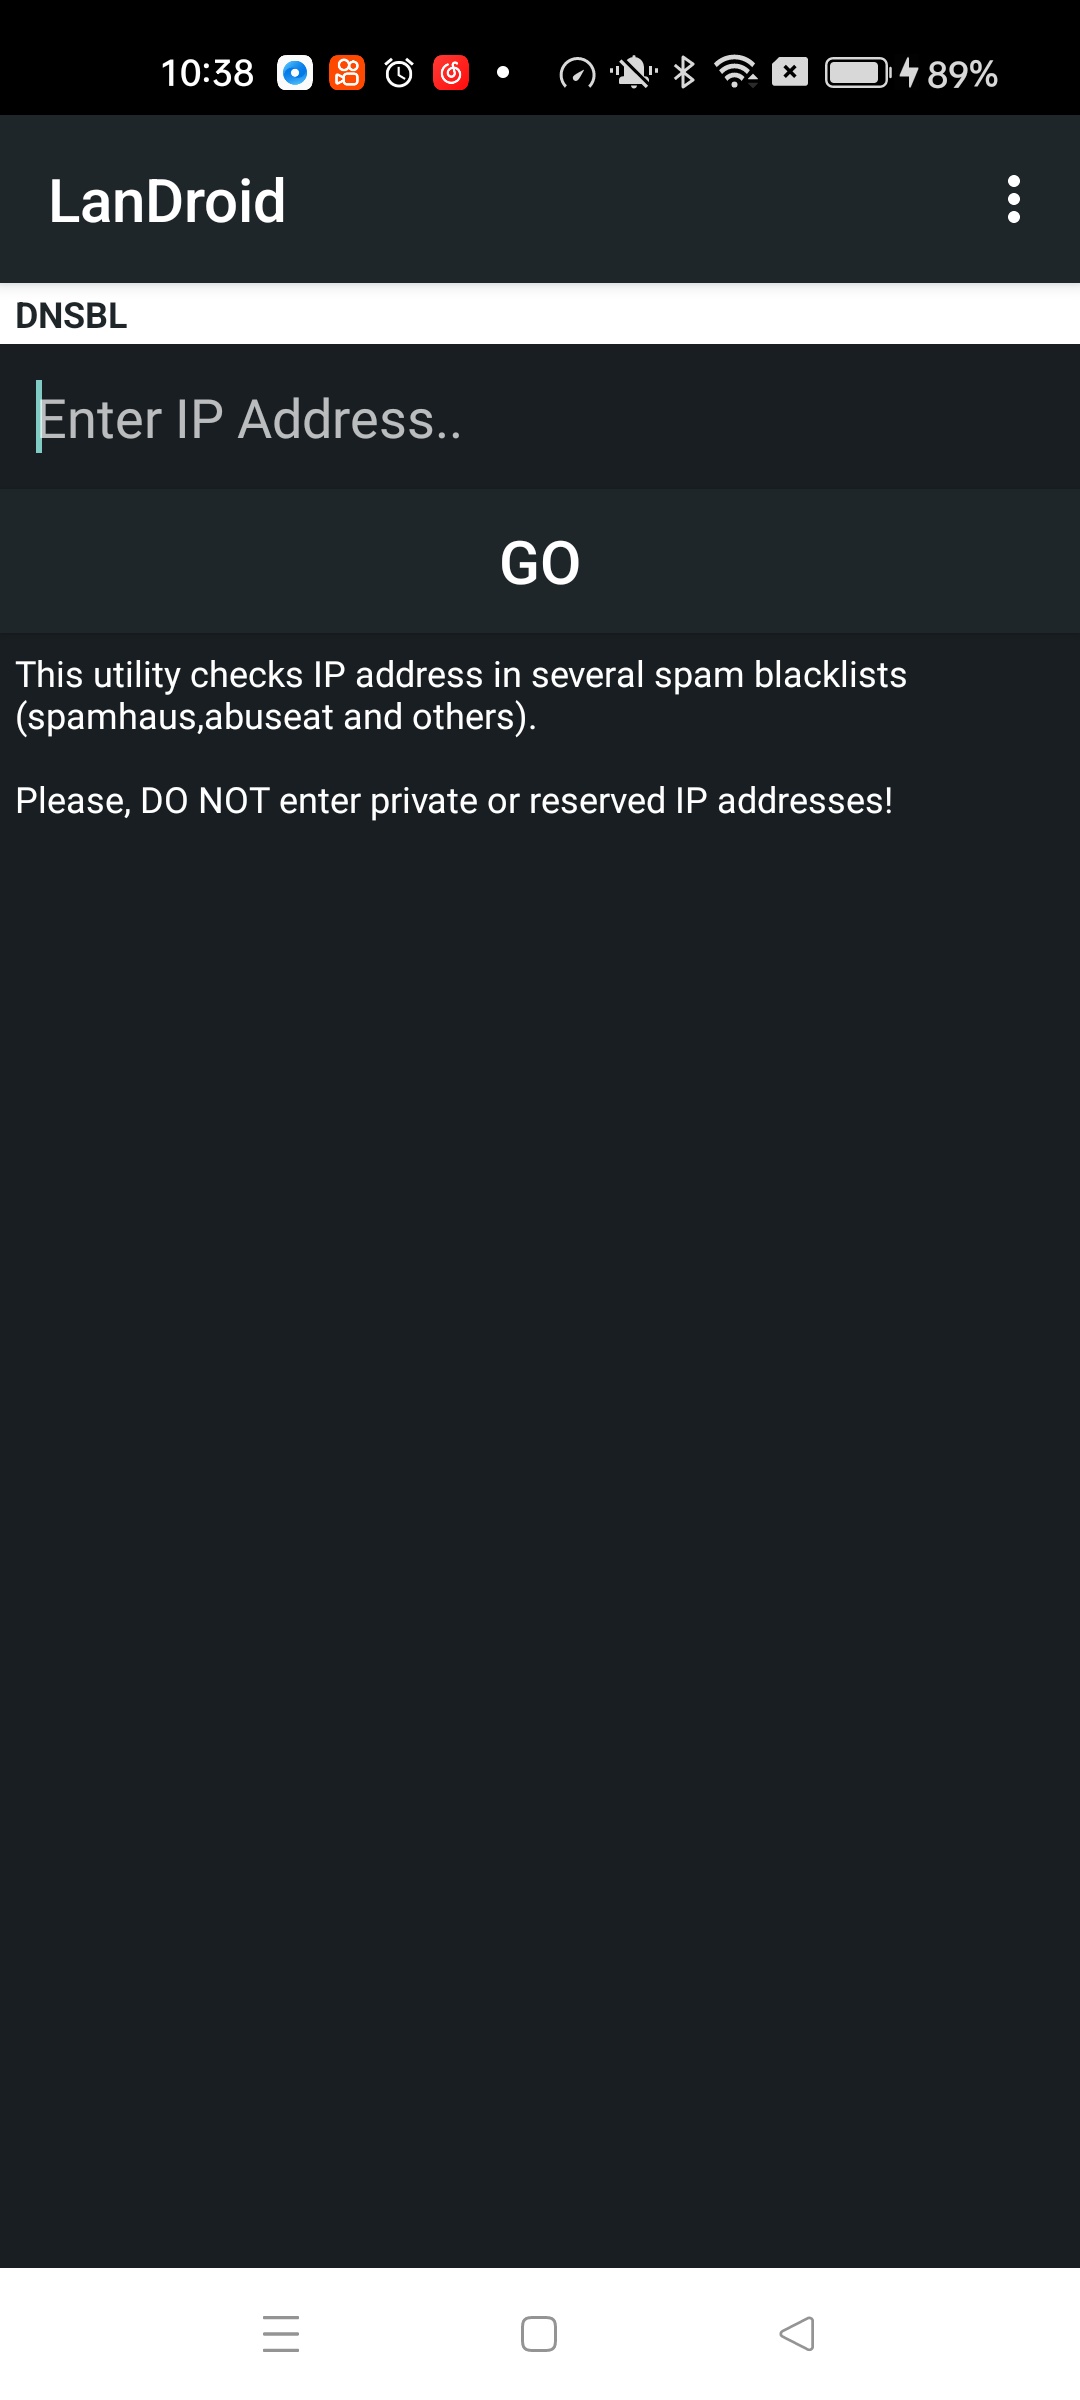 10:38
89%
LanDroid
DNSBL
Enter IP Address..
GO
This utility checks IP address in several spam blacklists
(spamhaus,abuseat and others).
Please, DO NOT enter private or reserved IP addresses!